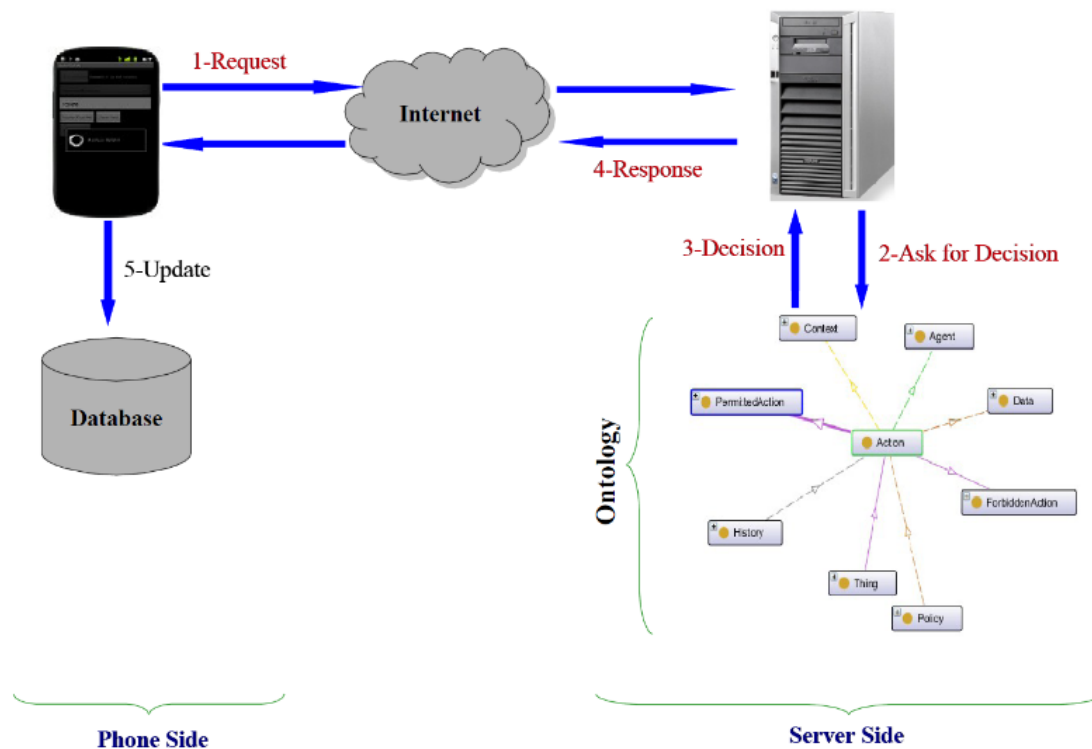 1-Request
Internet
4-Response
3-Decision
2-Ask for Decision
5-Update
Database
Ontology
Context
Agent
PermittedAction
Data
Action
ForbiddenAction
History
Thing
Policy
Phone Side
Server Side